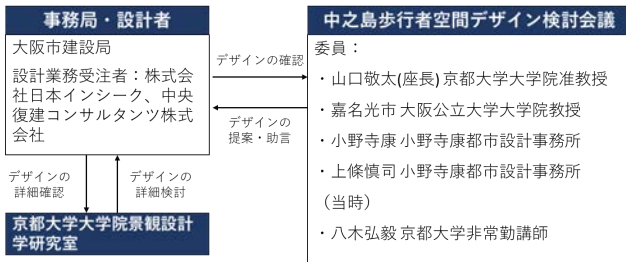 事務局・設計者
大阪市建設局
設計業務受注者：株式会
社日本インシーク、中央
復建コンサルタンツ株式
会社
デザインの確認
デザインの
提案・助言
デザインの
詳細確認
デザインの
詳細検討
京都大学大学院景観設計
学研究室
中之島歩行者空間デザイン検討会議
委員：
・山口敬太(座長) 京都大学大学院准教授
・嘉名光市 大阪公立大学大学院教授
・小野寺康 小野寺康都市設計事務所
・上條慎司 小野寺康都市設計事務所
（当時）
・八木弘毅 京都大学非常勤講師